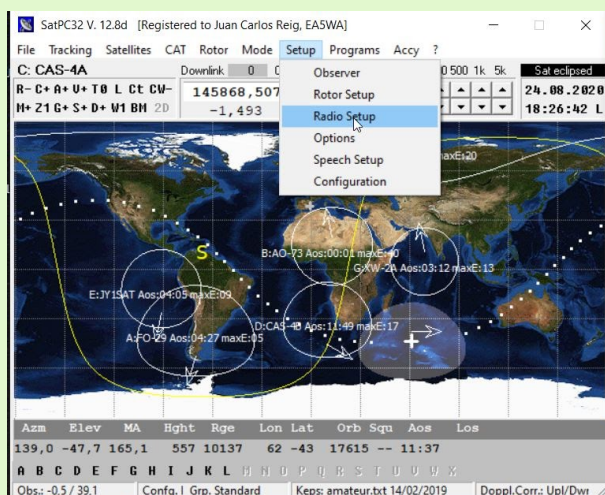 SatPC32 V. 12.8d [Registered to Juan Carlos Reig, EA5WA]
File Tracking Satellites CAT Rotor Mode Setup Programs Accy ?
C: CAS-4A Downlink 0 500 1k 5k Sat eclipsed
R- C+ A+ V+ T0 L Ct CW- 145868,507 24.08.2020
M+ Z1 G+ S+ D+ W1 BM 2D -1,493 18:26:42 L
Observer
Rotor Setup
Radio Setup
Options
Speech Setup
Configuration
maxE:20
S
B:AO-73 Aos:00:01 maxE:40
G:XW-2A Aos:03:12 maxE:13
E:JY1SAT Aos:04:05 maxE:09
D:CAS-4B Aos:11:49 maxE:17
A:FO-29 Aos:04:27 maxE:05
Azm Elev MA Hght Rge Lon Lat Orb Squ Aos Los
139,0 -47,7 165,1 557 10137 62 -43 17615 -- 11:37
A B C D E F G H I J K L M N O P Q R S T U V W X
Obs.: -0.5 / 39.1 Confg. I Grp. Standard Keps: amateur.txt 14/02/2019 Doppl.Corr.: Upl/Dwr